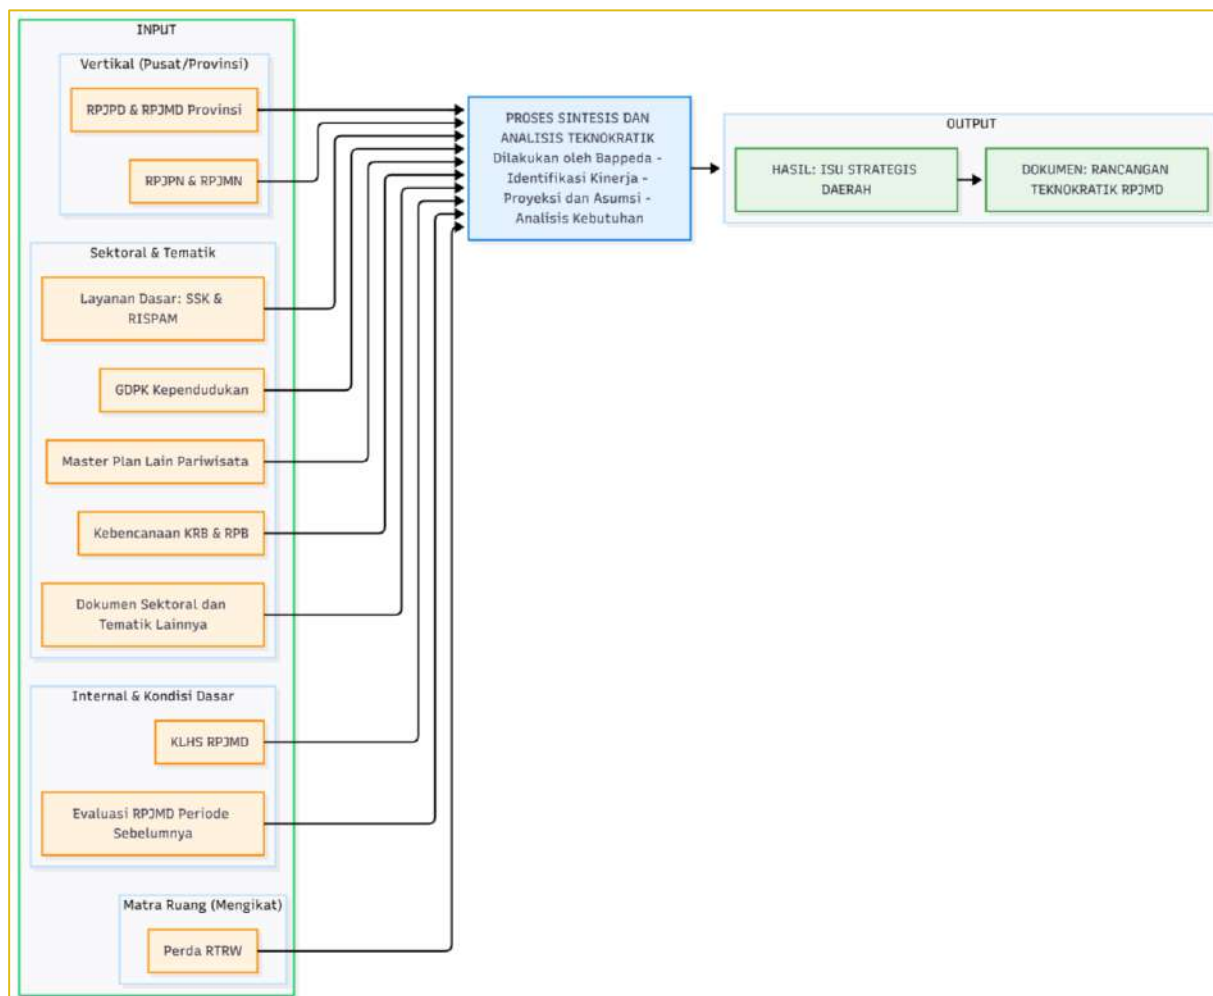 INPUT
Vertikal (Pusat/Provinsi)
RPJPD & RPJMD Provinsi
RPJPN & RPJMN
Sektoral & Tematik
Layanan Dasar: SSK &
RISPAM
GDPK Kependudukan
Master Plan Lain Pariwisata
Kebencanaan KRB & RPB
Dokumen Sektoral dan
Tematik Lainnya
Internal & Kondisi Dasar
KLHS RPJMD
Evaluasi RPJMD Periode
Sebelumnya
Matra Ruang (Mengikat)
Perda RTRW
PROSES SINTESIS DAN
ANALISIS TEKNOKRATIK
Dilakukan oleh Bappeda -
Identifikasi Kinerja -
Proyeksi dan Asumsi -
Analisis Kebutuhan
OUTPUT
HASIL: ISU STRATEGIS
DAERAH
DOKUMEN: RANCANGAN
TEKNOKRATIK RPJMD